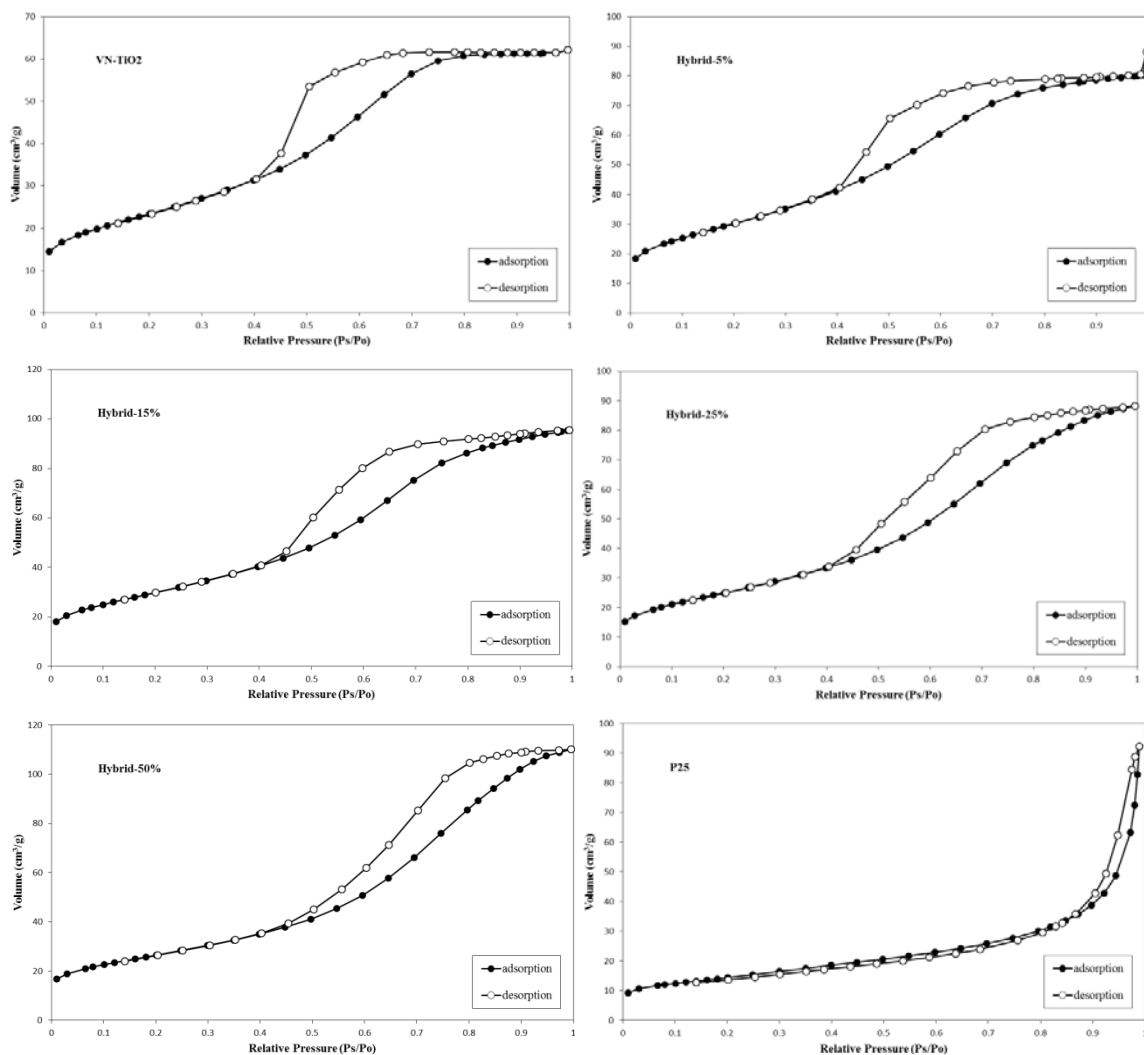 VN-TiO2
Volume (cm³/g)
70
60
50
40
30
20
10
0
0 0.1 0.2 0.3 0.4 0.5 0.6 0.7 0.8 0.9 1
Relative Pressure (Ps/Po)
adsorption
desorption
Hybrid-5%
Volume (cm³/g)
100
90
80
70
60
50
40
30
20
10
0
0 0.1 0.2 0.3 0.4 0.5 0.6 0.7 0.8 0.9 1
Relative Pressure (Ps/Po)
adsorption
desorption
Hybrid-15%
Volume (cm³/g)
120
100
80
60
40
20
0
0 0.1 0.2 0.3 0.4 0.5 0.6 0.7 0.8 0.9 1
Relative Pressure (Ps/Po)
adsorption
desorption
Hybrid-25%
Volume (cm³/g)
100
90
80
70
60
50
40
30
20
10
0
0 0.1 0.2 0.3 0.4 0.5 0.6 0.7 0.8 0.9 1
Relative Pressure (Ps/Po)
adsorption
desorption
Hybrid-50%
Volume (cm³/g)
120
100
80
60
40
20
0
0 0.1 0.2 0.3 0.4 0.5 0.6 0.7 0.8 0.9 1
Relative Pressure (Ps/Po)
adsorption
desorption
P25
Volume (cm³/g)
100
90
80
70
60
50
40
30
20
10
0
0 0.1 0.2 0.3 0.4 0.5 0.6 0.7 0.8 0.9 1
Relative Pressure (Ps/Po)
adsorption
desorption